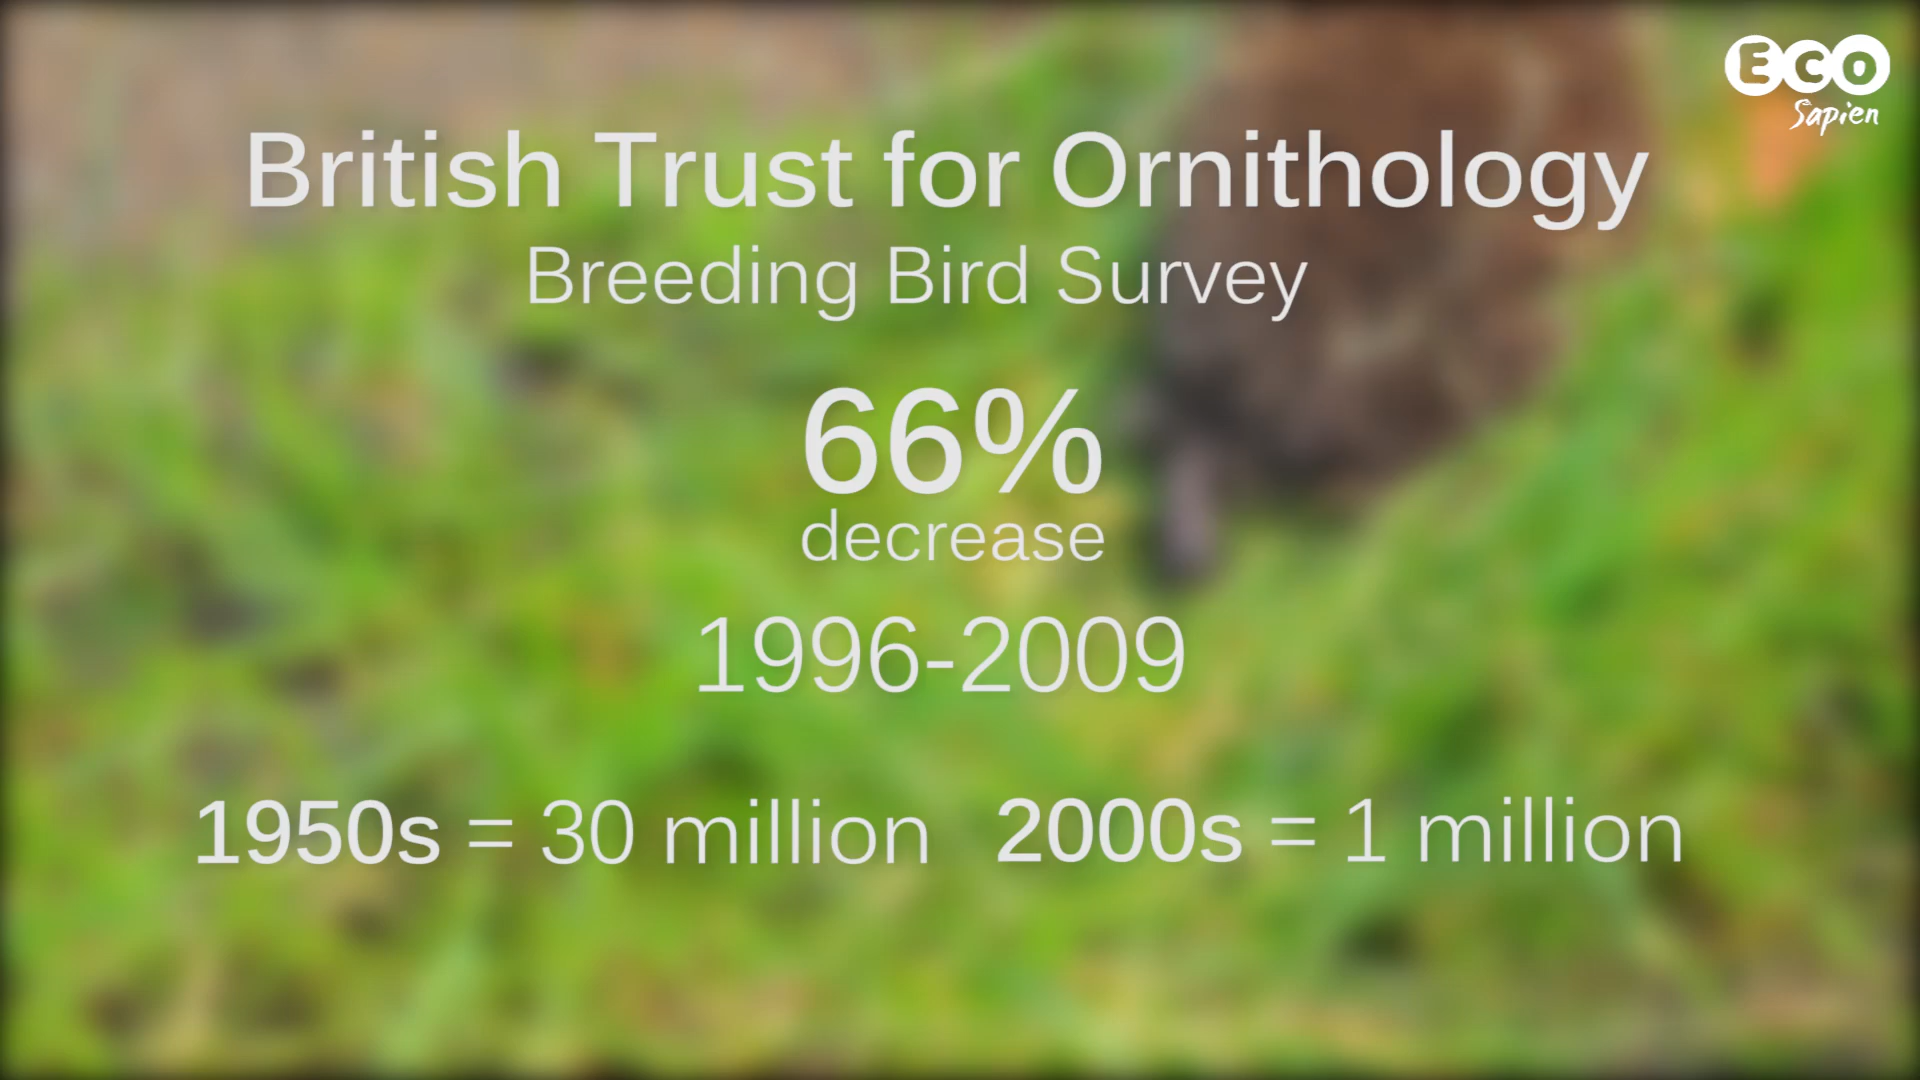 ECO
Sapien
British Trust for Ornithology
Breeding Bird Survey
66%
decrease
1996-2009
1950s = 30 million 2000s = 1 million